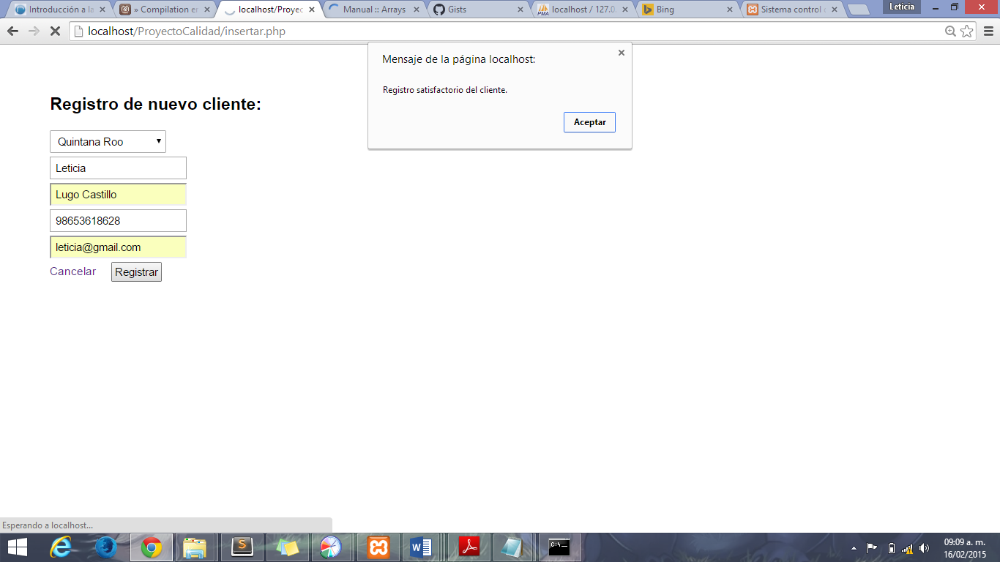 Introducción a la
» Compilation er
localhost/Proyec
Manual :: Arrays
Gists
localhost / 127.0.
Bing
Sistema control
Leticia
localhost/ProyectoCalidad/insertar.php
Mensaje de la página localhost:
Registro satisfactorio del cliente.
Aceptar
Registro de nuevo cliente:
Quintana Roo
Leticia
Lugo Castillo
98653618628
leticia@gmail.com
Cancelar Registrar
Esperando a localhost...
09:09 a. m.
16/02/2015